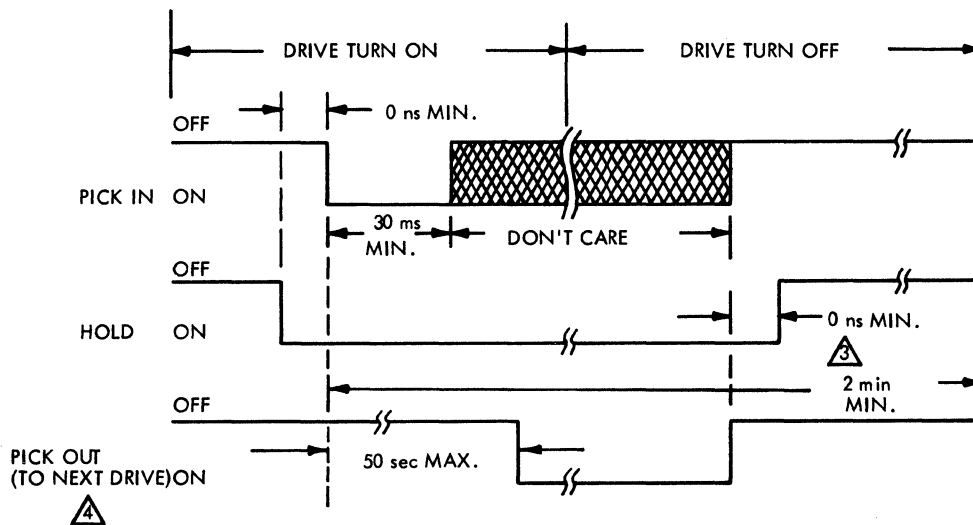 DRIVE TURN ON
DRIVE TURN OFF
0 ns MIN.
OFF
PICK IN ON
30 ms
MIN.
DON'T CARE
OFF
HOLD ON
0 ns MIN.
3
2 min
MIN.
OFF
50 sec MAX.
PICK OUT
(TO NEXT DRIVE) ON
4